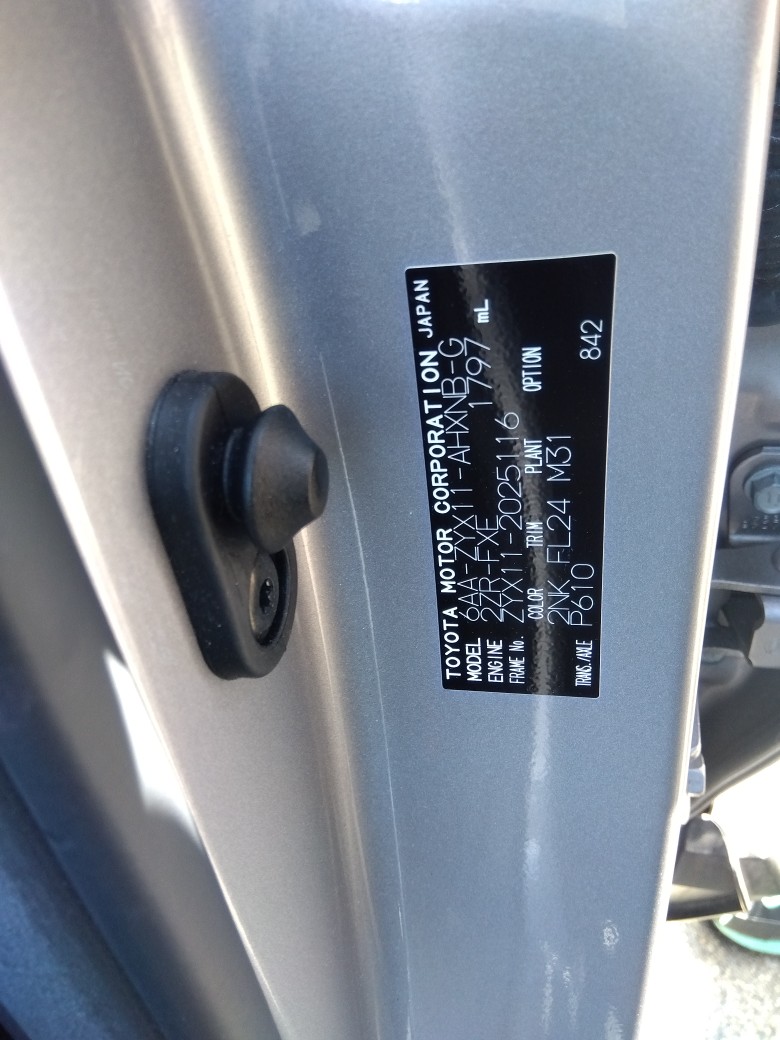 TOYOTA MOTOR CORPORATION JAPAN
MODEL 6AA-ZYX11-AHXNB-G
ENGINE 2ZR-FXE 1797 mL
FRAME No. ZYX11-2025116
COLOR TRIM PLANT OPTION
2NK FL24 M31
TRANS./AXLE P610 842